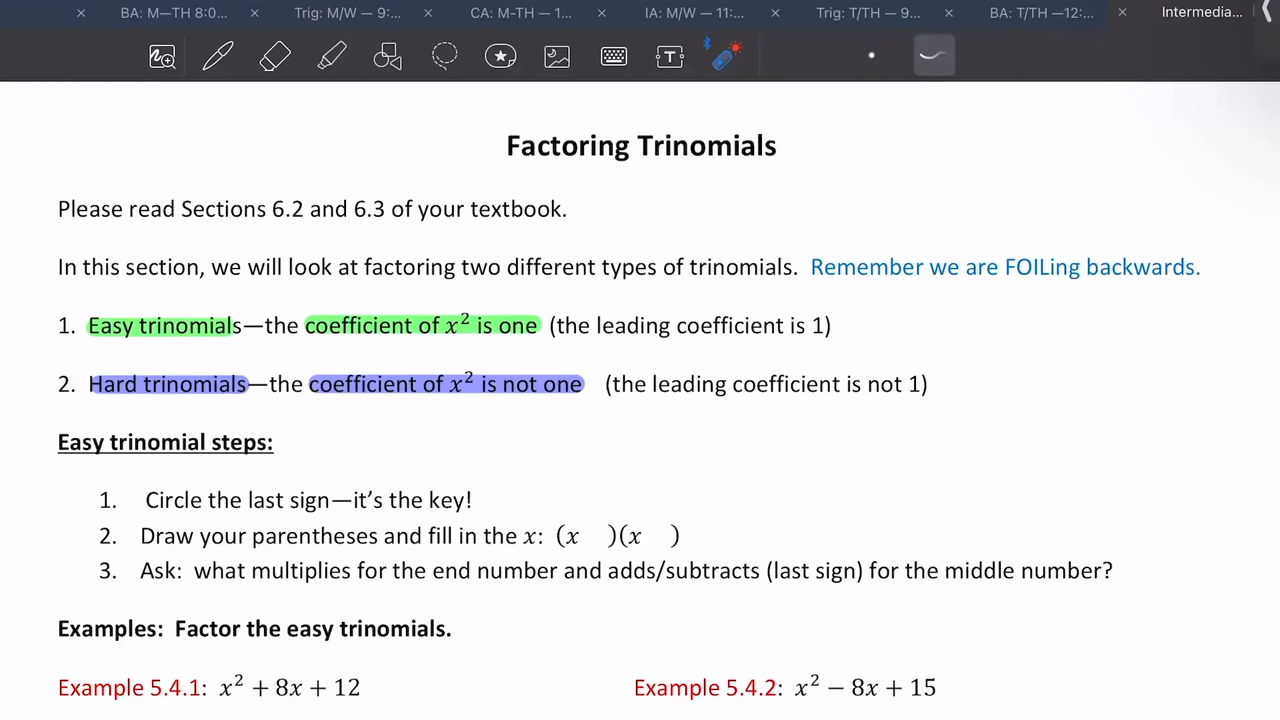 BA: M—TH 8:0...
Trig: M/W — 9:...
CA: M-TH — 1...
IA: M/W — 11:...
Trig: T/TH — 9...
BA: T/TH —12:...
Intermedia...
T
Factoring Trinomials
Please read Sections 6.2 and 6.3 of your textbook.
In this section, we will look at factoring two different types of trinomials. Remember we are FOILing backwards.
1. Easy trinomials—the coefficient of x² is one (the leading coefficient is 1)
2. Hard trinomials—the coefficient of x² is not one (the leading coefficient is not 1)
Easy trinomial steps:
1. Circle the last sign—it’s the key!
2. Draw your parentheses and fill in the x: (x )(x )
3. Ask: what multiplies for the end number and adds/subtracts (last sign) for the middle number?
Examples: Factor the easy trinomials.
Example 5.4.1: x² + 8x + 12
Example 5.4.2: x² − 8x + 15